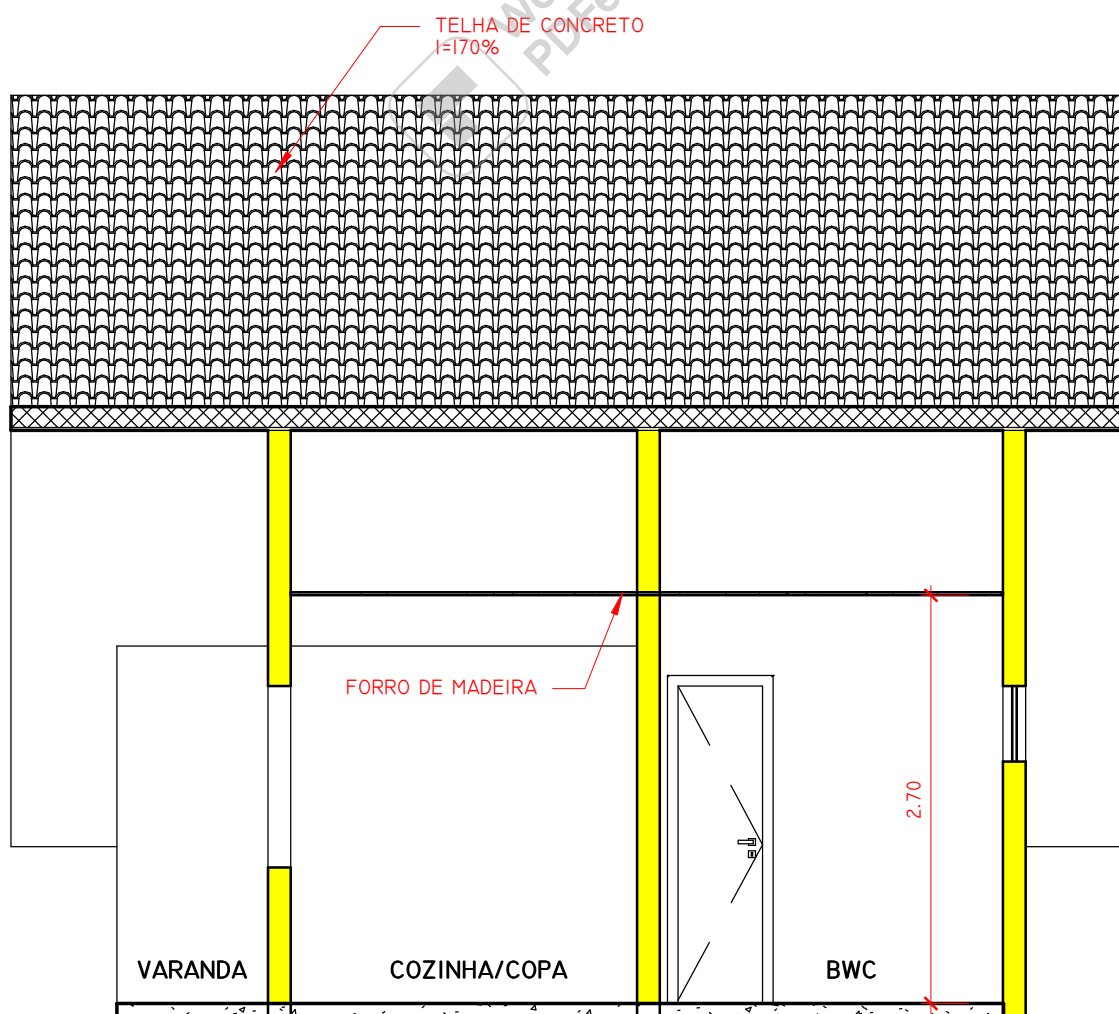 TELHA DE CONCRETO
I=170%
FORRO DE MADEIRA
2.70
VARANDA
COZINHA/COPA
BWC